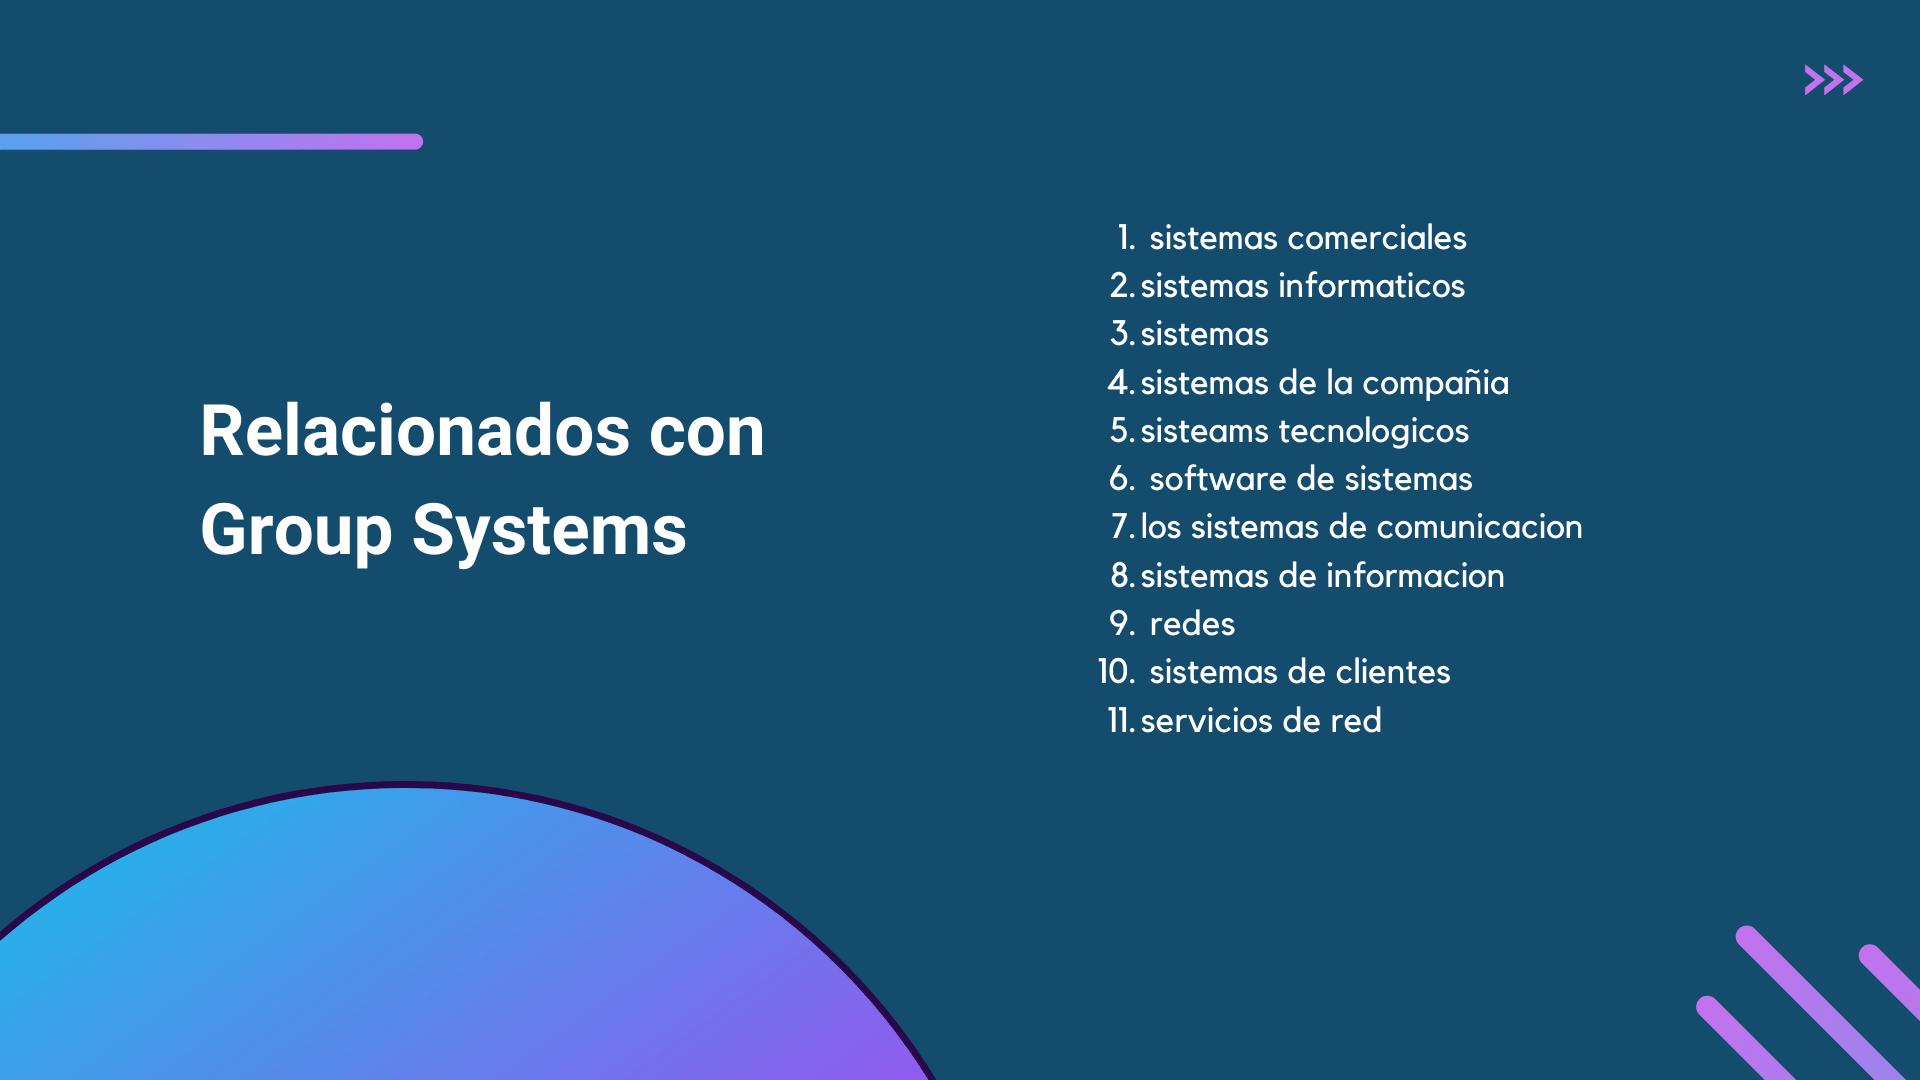 Relacionados con
Group Systems
1. sistemas comerciales
2. sistemas informaticos
3. sistemas
4. sistemas de la compañia
5. sisteams tecnologicos
6. software de sistemas
7. los sistemas de comunicacion
8. sistemas de informacion
9. redes
10. sistemas de clientes
11. servicios de red